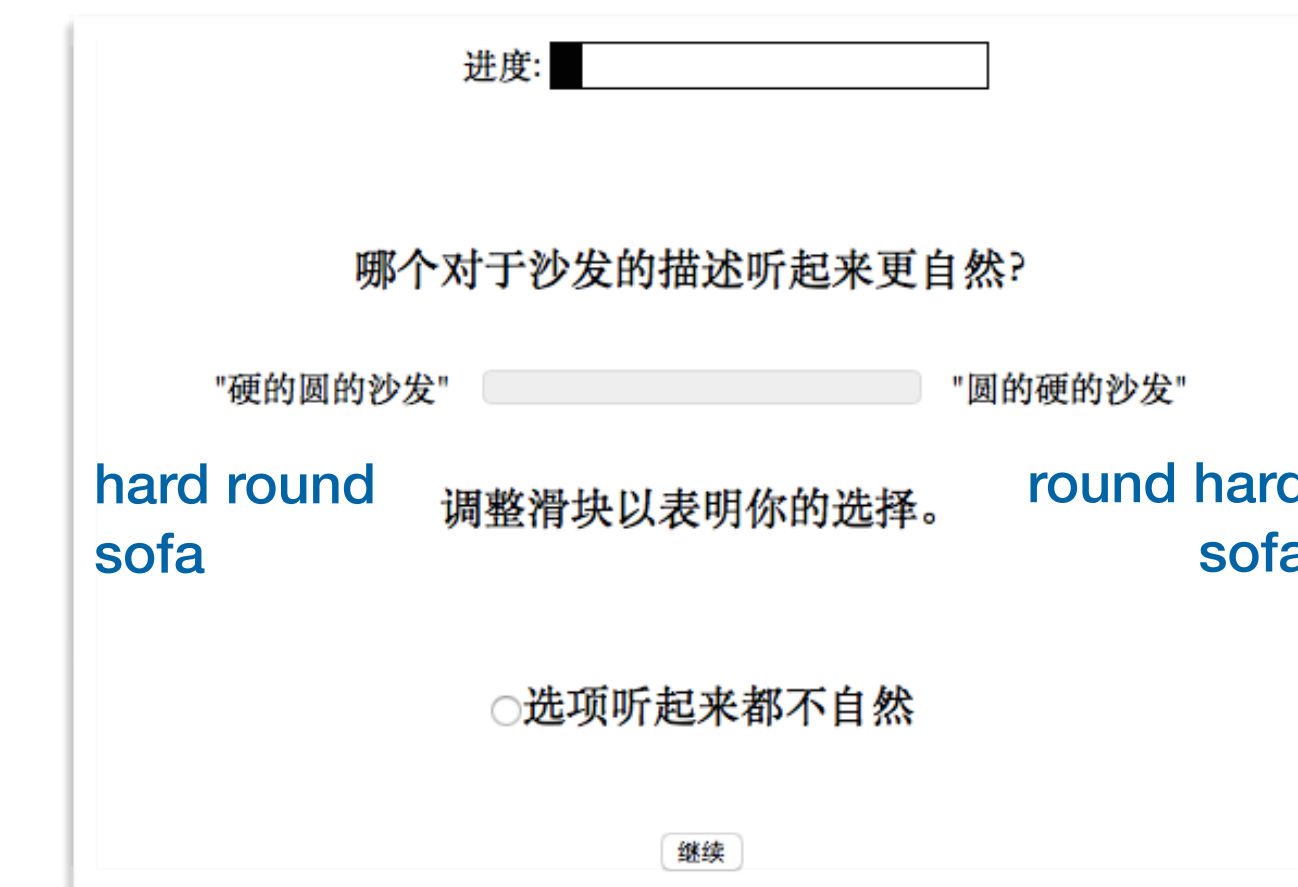 进度:
哪个对于沙发的描述听起来更自然?
"硬的圆的沙发" "圆的硬的沙发"
hard round
sofa
调整滑块以表明你的选择。
round hard
sofa
选项听起来都不自然
继续